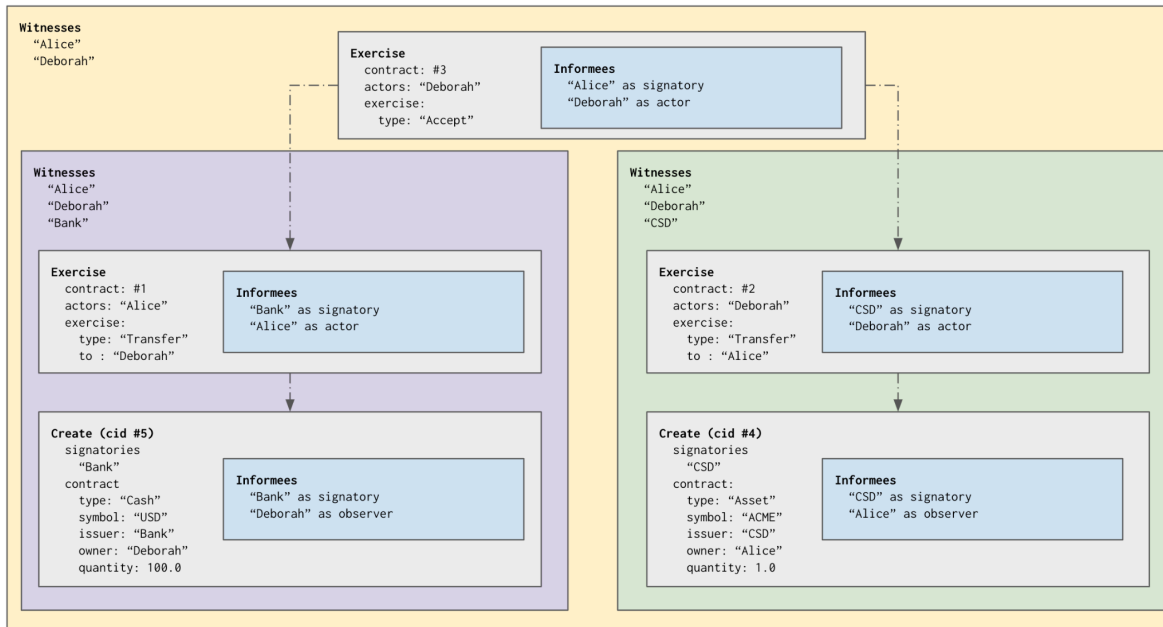 Witnesses
“Alice”
“Deborah”
Exercise
contract: #3
actors: “Deborah”
exercise:
type: “Accept”
Informees
“Alice” as signatory
“Deborah” as actor
Witnesses
“Alice”
“Deborah”
“Bank”
Exercise
contract: #1
actors: “Alice”
exercise:
type: “Transfer”
to : “Deborah”
Informees
“Bank” as signatory
“Alice” as actor
Create (cid #5)
signatories
“Bank”
contract
type: “Cash”
symbol: “USD”
issuer: “Bank”
owner: “Deborah”
quantity: 100.0
Informees
“Bank” as signatory
“Deborah” as observer
Witnesses
“Alice”
“Deborah”
“CSD”
Exercise
contract: #2
actors: “Deborah”
exercise:
type: “Transfer”
to : “Alice”
Informees
“CSD” as signatory
“Deborah” as actor
Create (cid #4)
signatories
“CSD”
contract:
type: “Asset”
symbol: “ACME”
issuer: “CSD”
owner: “Alice”
quantity: 1.0
Informees
“CSD” as signatory
“Alice” as observer